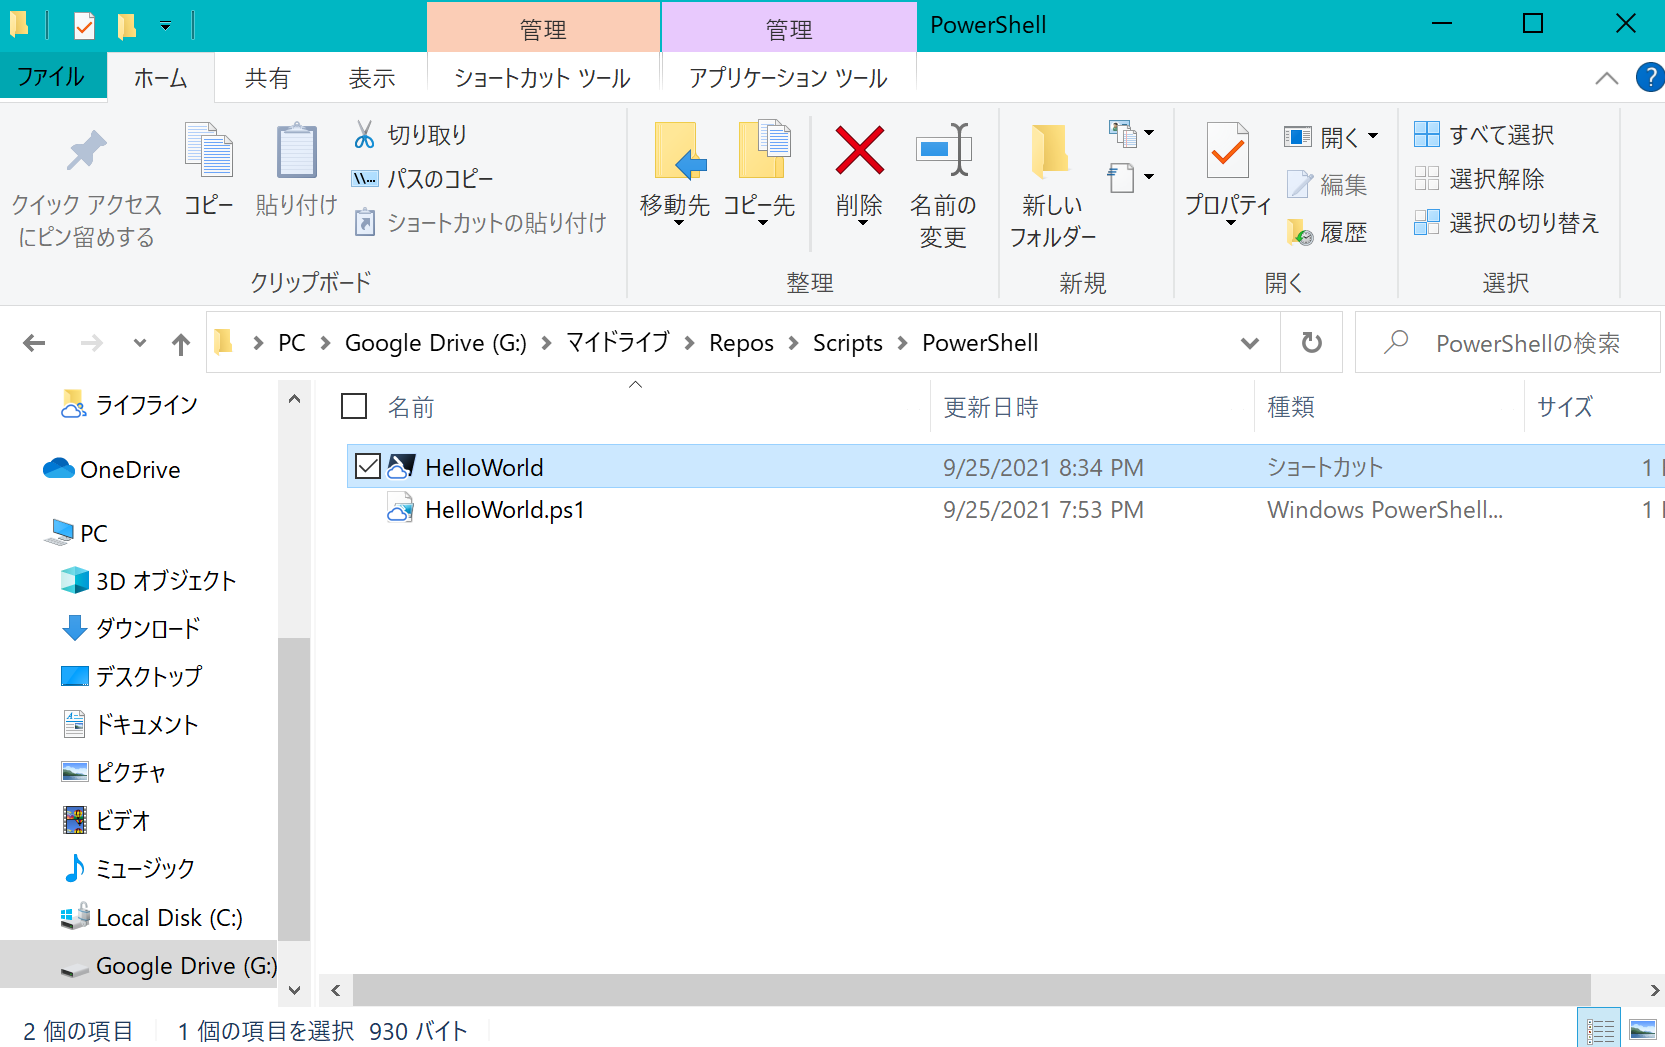 管理
管理
PowerShell
ファイル
ホーム
共有
表示
ショートカット ツール
アプリケーション ツール
クイック アクセス
にピン留めする
コピー
貼り付け
切り取り
パスのコピー
ショートカットの貼り付け
クリップボード
移動先
コピー先
削除
名前の
変更
整理
新しい
フォルダー
新規
プロパティ
開く
編集
履歴
開く
すべて選択
選択解除
選択の切り替え
選択
PC
Google Drive (G:)
マイドライブ
Repos
Scripts
PowerShell
PowerShellの検索
ライフライン
OneDrive
PC
3D オブジェクト
ダウンロード
デスクトップ
ドキュメント
ピクチャ
ビデオ
ミュージック
Local Disk (C:)
Google Drive (G:)
名前 更新日時 種類 サイズ
HelloWorld 9/25/2021 8:34 PM ショートカット 1
HelloWorld.ps1 9/25/2021 7:53 PM Windows PowerShell... 1
2 個の項目 1 個の項目を選択 930 バイト